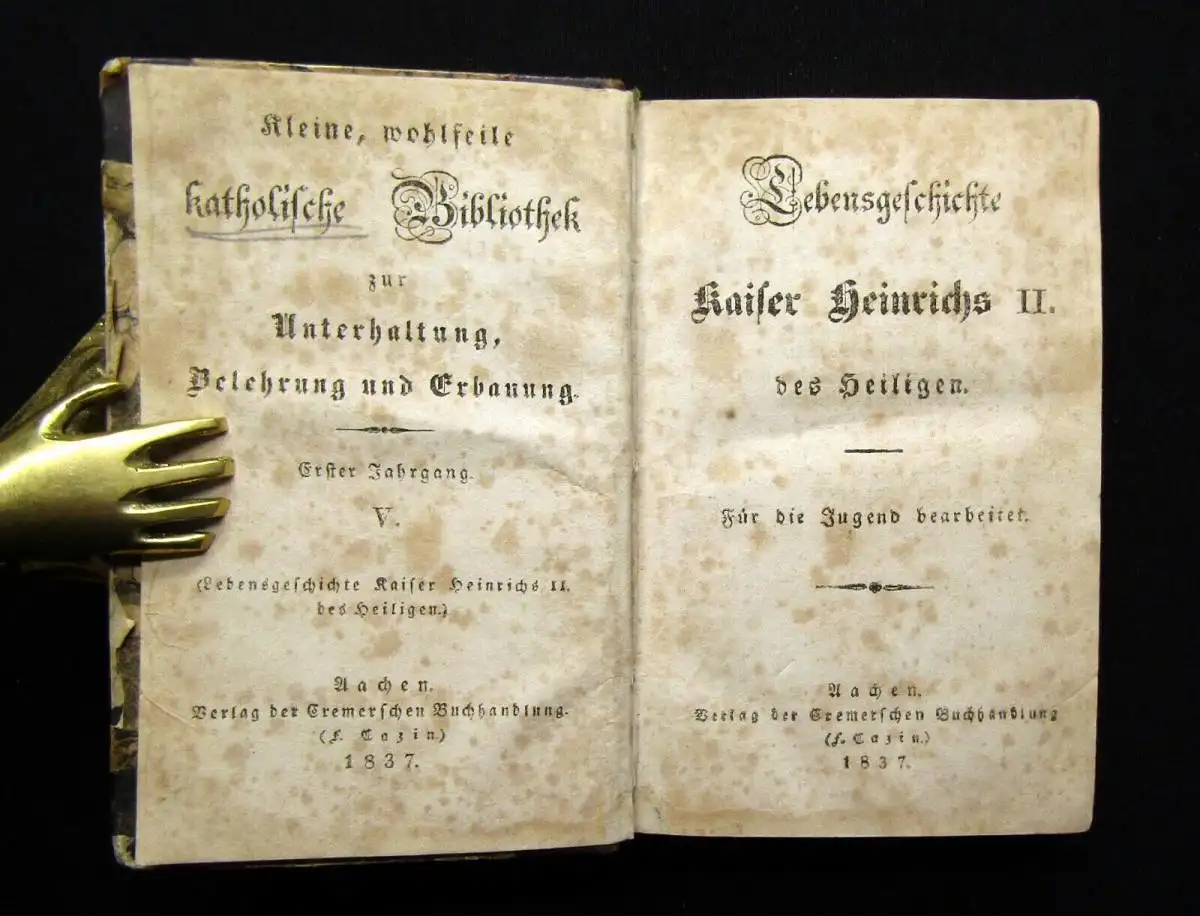 Kleine, wohlfeile
katholische Bibliothek
zur
Unterhaltung,
Belehrung und Erbauung.
Erster Jahrgang.
V.
(Lebensgeschichte Kaiser Heinrichs II.
des Heiligen.)
Aachen.
Verlag der Cremerschen Buchhandlung.
(f. Cazin.)
1837.
Lebensgeschichte
Kaiser Heinrichs II.
des Heiligen.
Für die Jugend bearbeitet.
Aachen.
Verlag der Cremerschen Buchhandlung
(f. Cazin.)
1837.